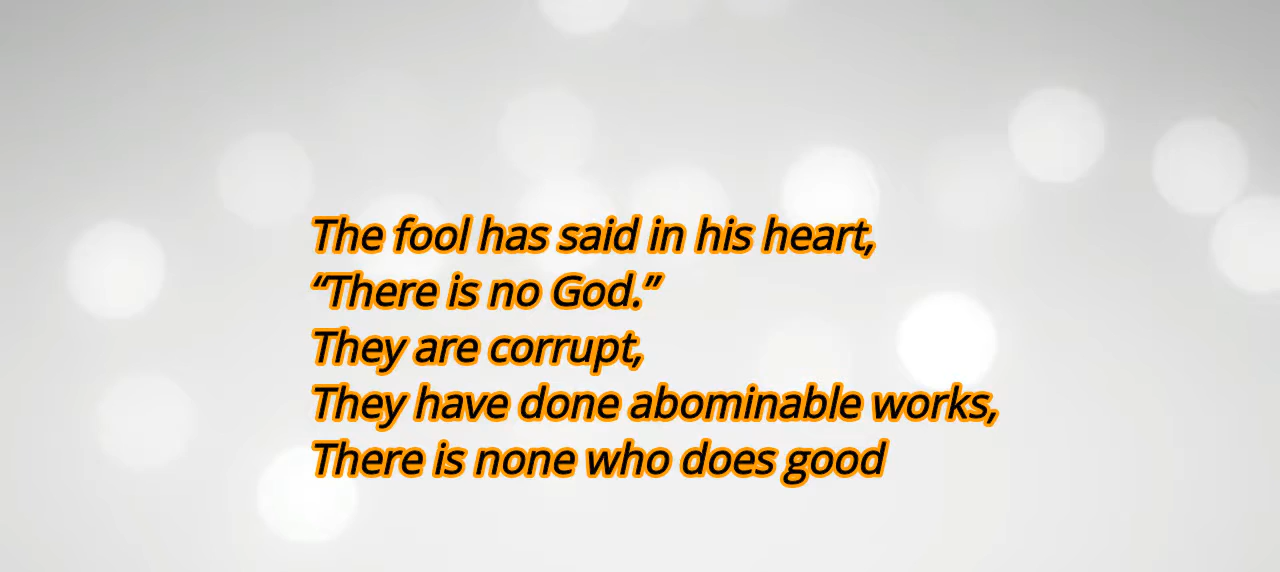 The fool has said in his heart,
“There is no God.”
They are corrupt,
They have done abominable works,
There is none who does good